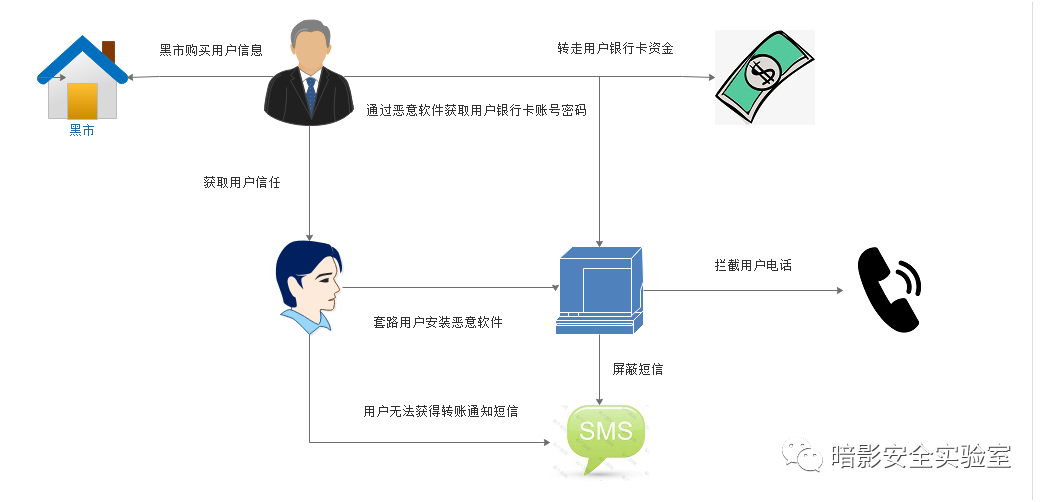 黑市购买用户信息
转走用户银行卡资金
黑市
通过恶意软件获取用户银行卡账号密码
获取用户信任
拦截用户电话
套路用户安装恶意软件
屏蔽短信
用户无法获得转账通知短信
SMS
暗影安全实验室